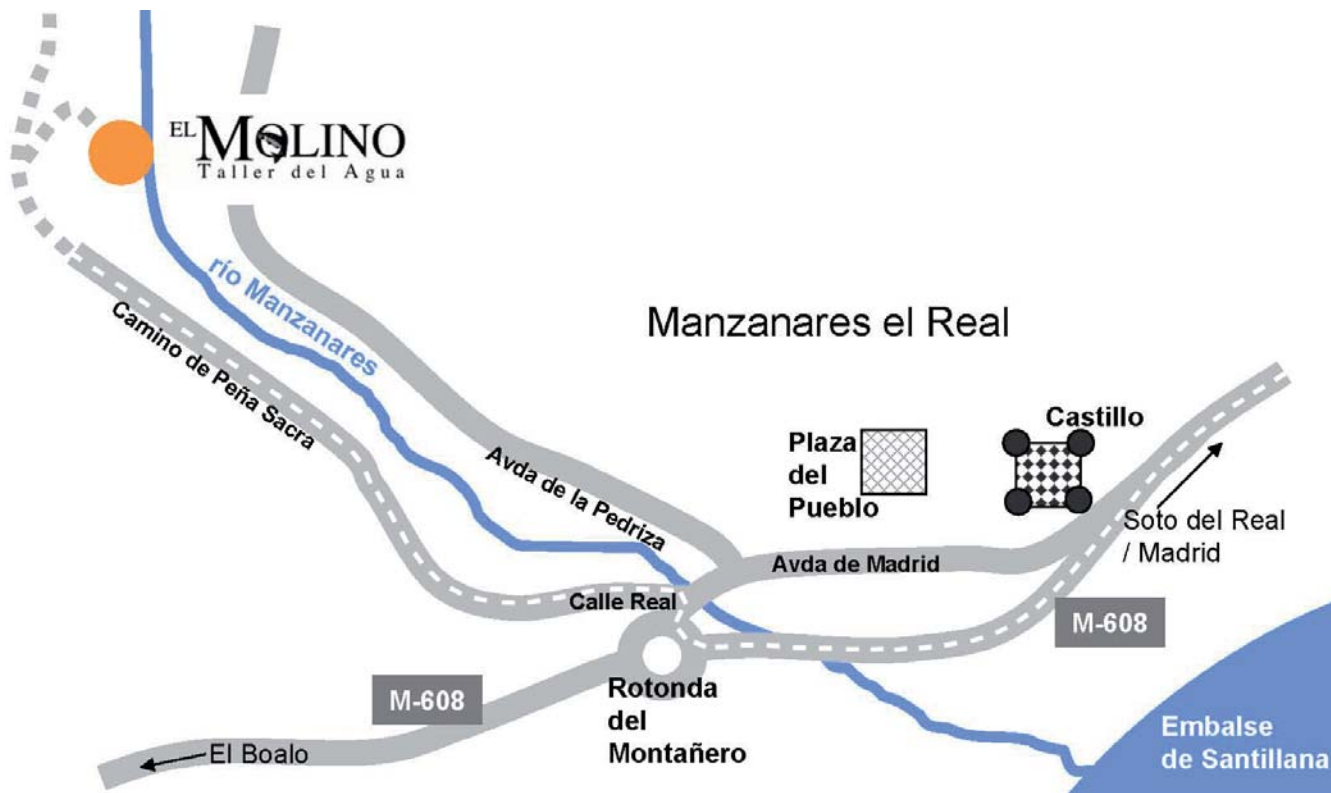 EL MOLINO
Taller del Agua
río Manzanares
Camino de Peña Sacra
Manzanares el Real
Avda de la Pedriza
Plaza
del
Pueblo
Castillo
Soto del Real
/ Madrid
Avda de Madrid
Calle Real
M-608
M-608
Rotonda
del
Montañero
El Boalo
Embalse
de Santillana